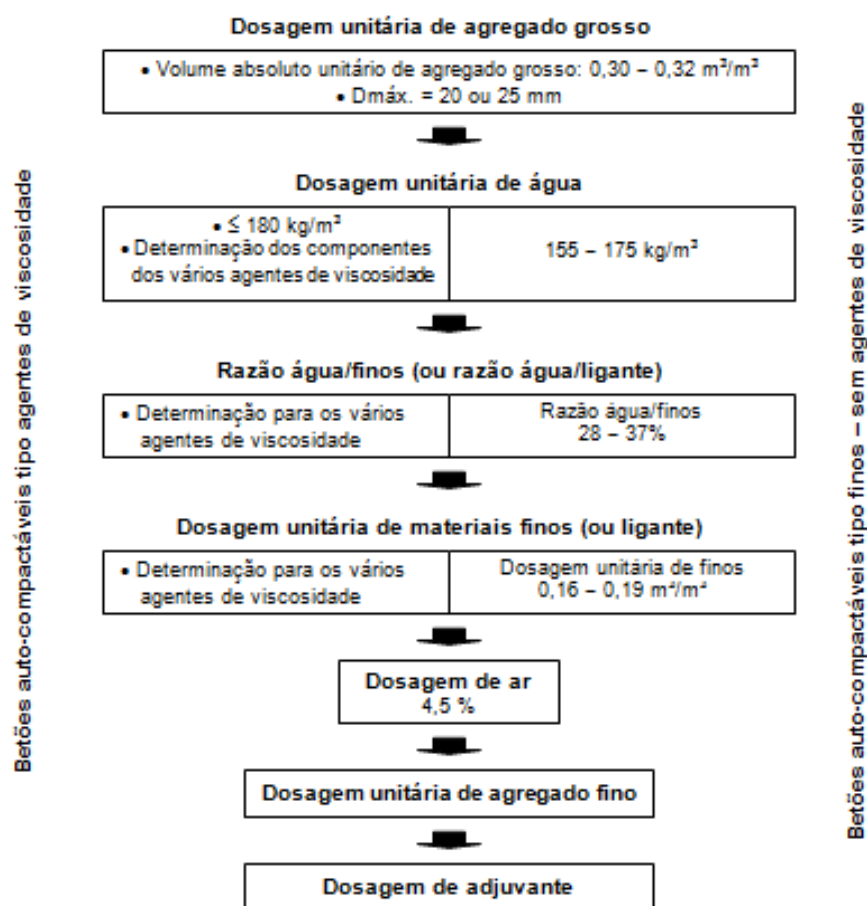 Dosagem unitária de agregado grosso
• Volume absoluto unitário de agregado grosso: 0,30 – 0,32 m³/m³
• Dmáx. = 20 ou 25 mm
Dosagem unitária de água
• ≤ 180 kg/m³
• Determinação dos componentes
dos vários agentes de viscosidade
155 – 175 kg/m³
Razão água/finos (ou razão água/ligante)
• Determinação para os vários
agentes de viscosidade
Razão água/finos
28 – 37%
Dosagem unitária de materiais finos (ou ligante)
• Determinação para os vários
agentes de viscosidade
Dosagem unitária de finos
0,16 – 0,19 m³/m³
Dosagem de ar
4,5 %
Dosagem unitária de agregado fino
Dosagem de adjuvante
Betões auto-compactáveis tipo agentes de viscosidade
Betões auto-compactáveis tipo finos – sem agentes de viscosidade